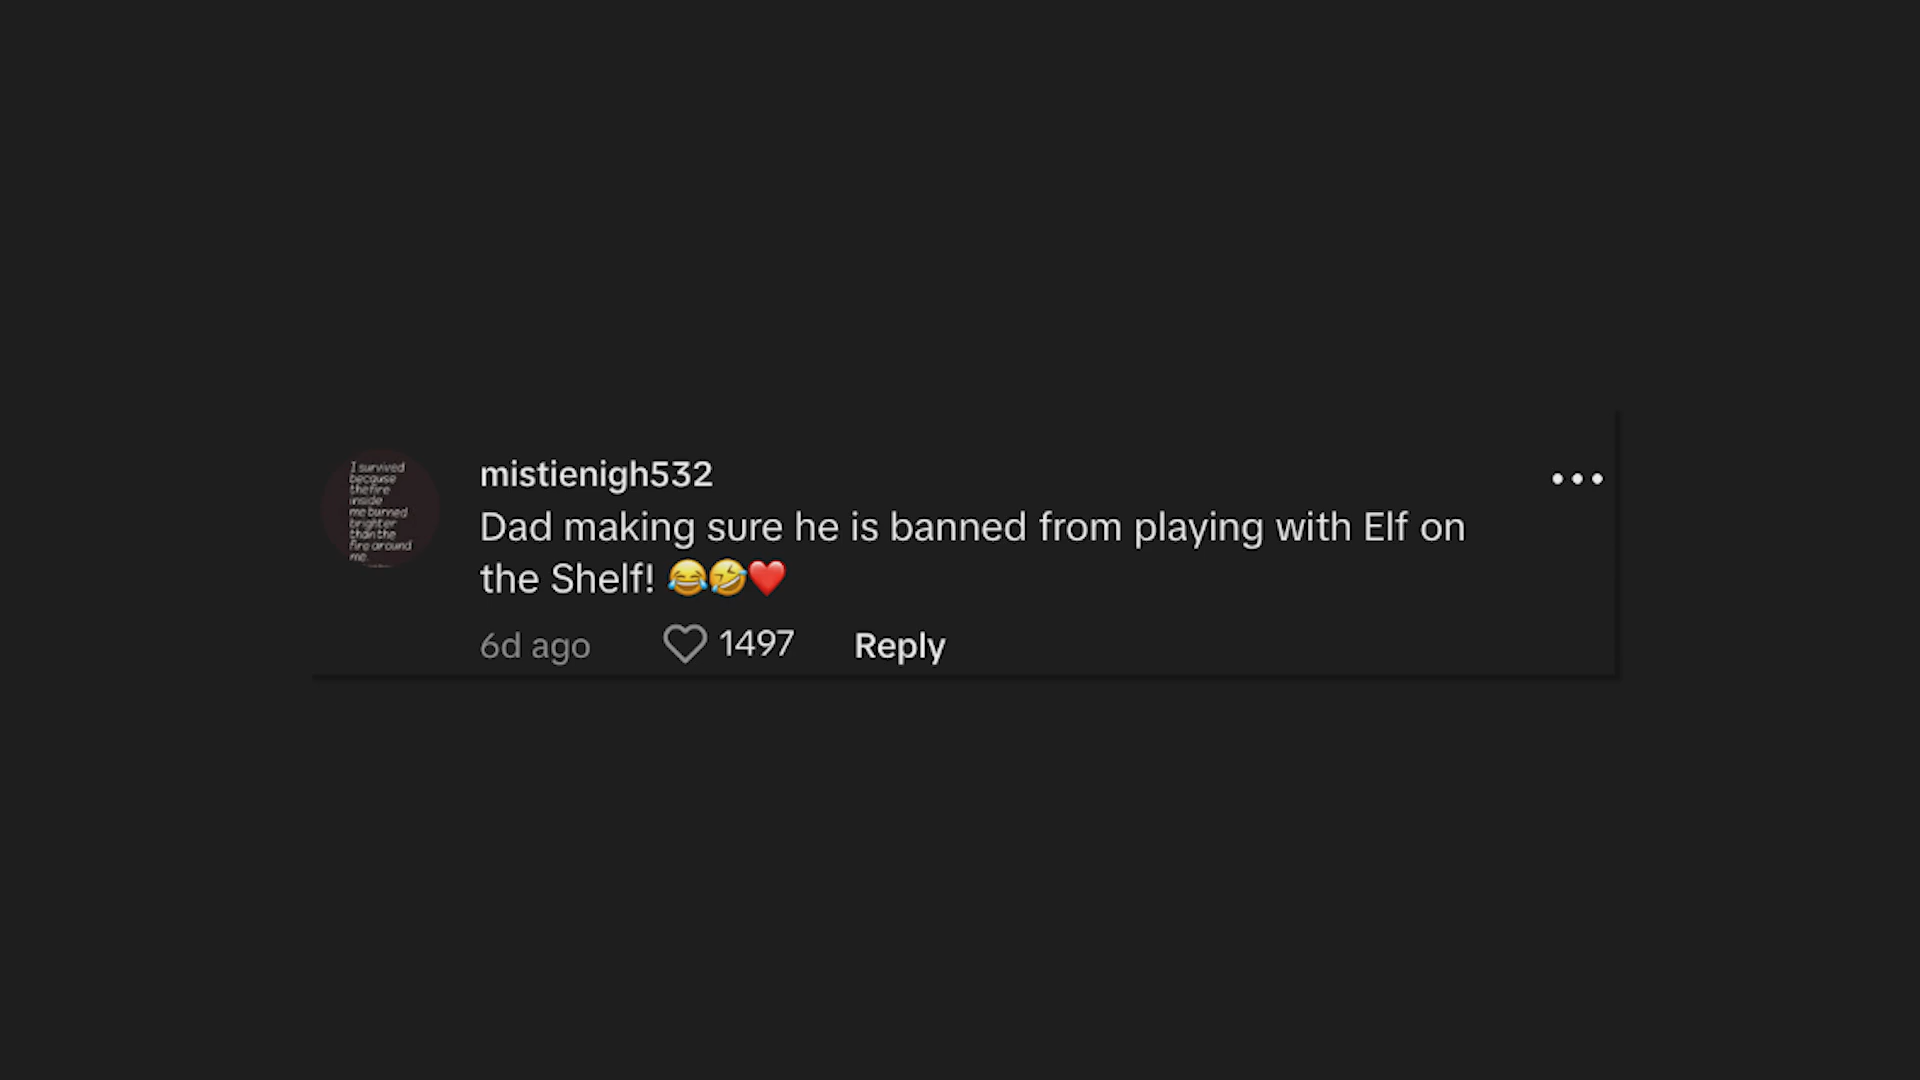 I survived
because
the fire
inside
me burned
brighter
than the
fire around
me.
mistienigh532
Dad making sure he is banned from playing with Elf on
the Shelf! 😂🤣❤️
6d ago 1497 Reply